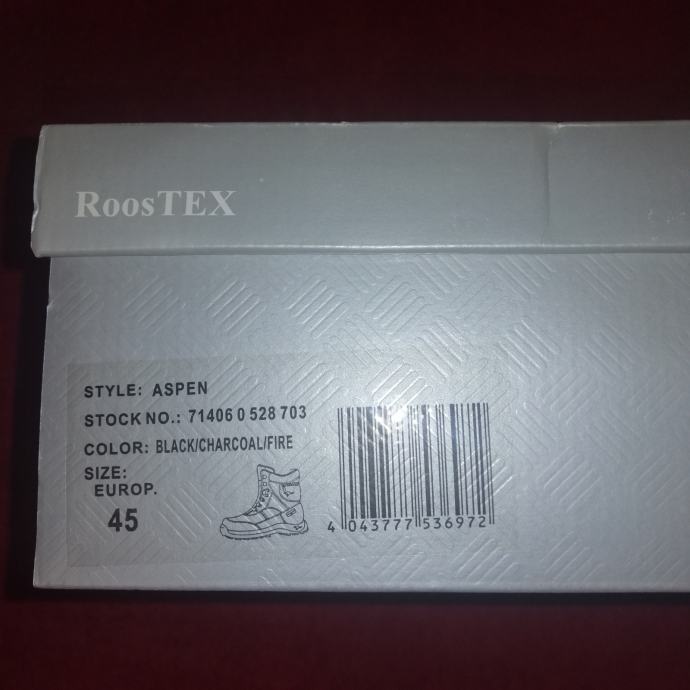 RoosTEX
STYLE: ASPEN
STOCK NO.: 71406 0 528 703
COLOR: BLACK/CHARCOAL/FIRE
SIZE:
EUROP.
45
4 043777 536972